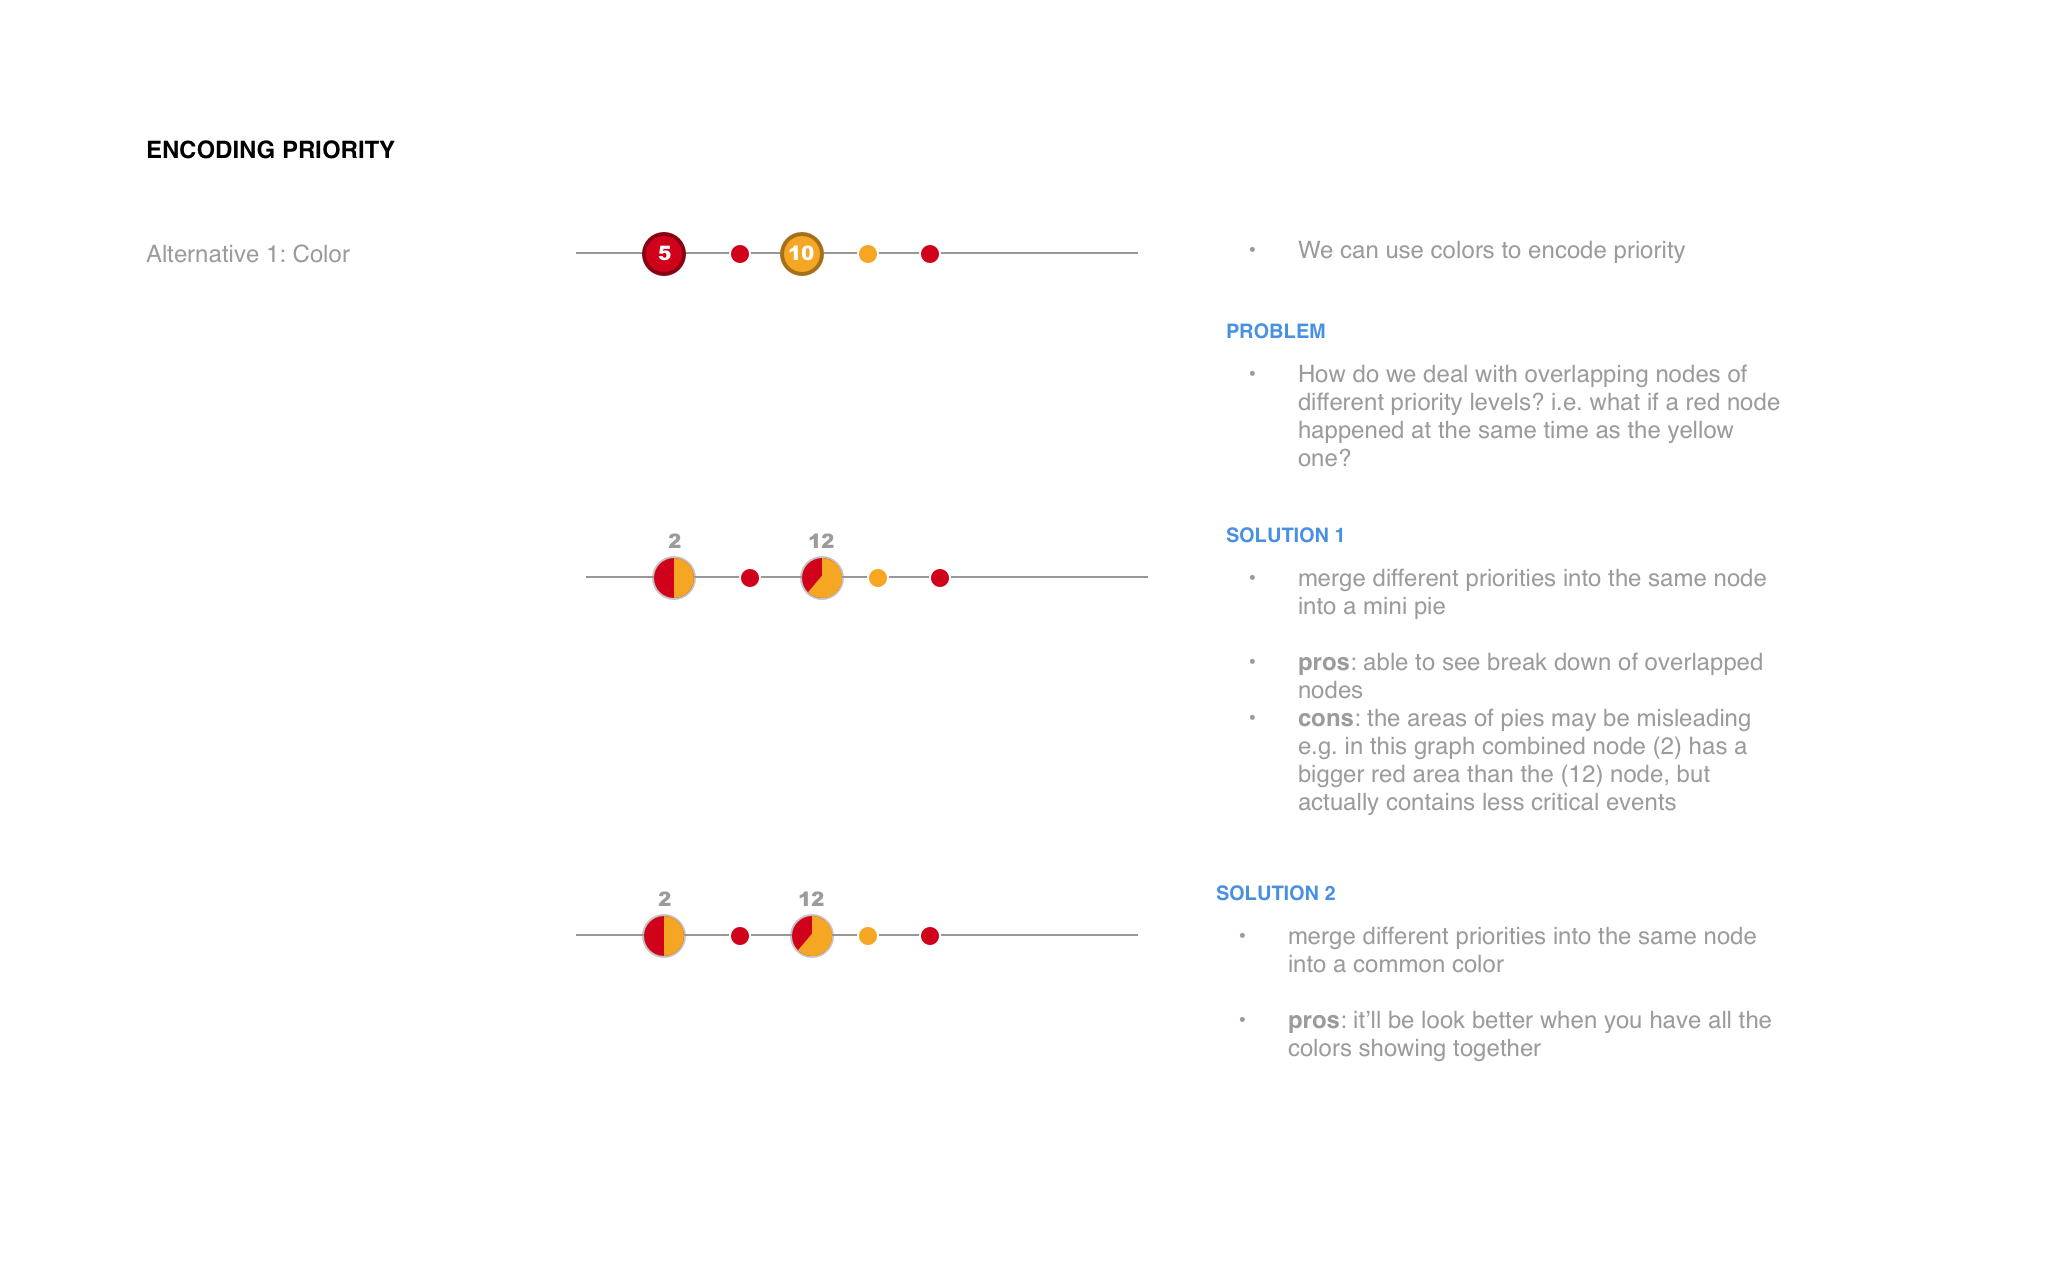 ENCODING PRIORITY
Alternative 1: Color
5
10
• We can use colors to encode priority
PROBLEM
• How do we deal with overlapping nodes of
different priority levels? i.e. what if a red node
happened at the same time as the yellow
one?
2
12
SOLUTION 1
• merge different priorities into the same node
into a mini pie
• pros: able to see break down of overlapped
nodes
• cons: the areas of pies may be misleading
e.g. in this graph combined node (2) has a
bigger red area than the (12) node, but
actually contains less critical events
2
12
SOLUTION 2
• merge different priorities into the same node
into a common color
• pros: it’ll be look better when you have all the
colors showing together